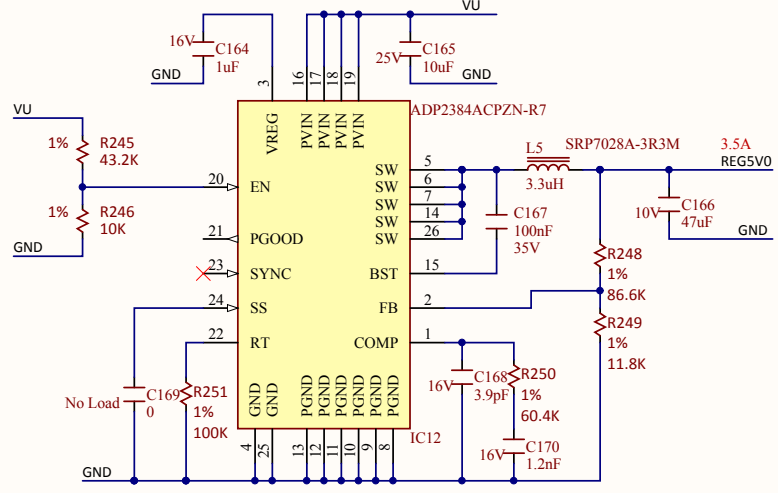 VU
16V
C164
1uF
GND
3
16
17
18
19
25V
C165
10uF
GND
ADP2384ACPZN-R7
VREG
PVIN
PVIN
PVIN
PVIN
VU
1%
R245
43.2K
1%
R246
10K
GND
20
EN
21
PGOOD
23
SYNC
24
SS
22
RT
SW
5
SW
6
SW
7
SW
14
SW
26
BST
15
FB
2
COMP
1
L5
SRP7028A-3R3M
3.3uH
3.5A
REG5V0
C167
100nF
35V
10V
C166
47uF
GND
R248
1%
86.6K
R249
1%
11.8K
No Load
C169
0
R251
1%
100K
GND
GND
PGND
PGND
PGND
PGND
PGND
PGND
16V
C168
3.9pF
R250
1%
60.4K
16V
C170
1.2nF
IC12
4
25
13
12
11
10
9
8
GND